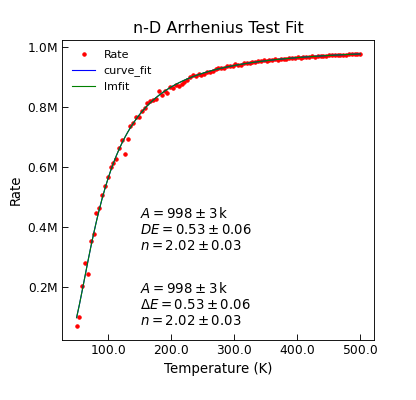 n-D Arrhenius Test Fit
1.0M
0.8M
0.6M
0.4M
0.2M
Rate
Rate
curve_fit
lmfit
A = 998 ± 3 k
DE = 0.53 ± 0.06
n = 2.02 ± 0.03
A = 998 ± 3 k
ΔE = 0.53 ± 0.06
n = 2.02 ± 0.03
100.0 200.0 300.0 400.0 500.0
Temperature (K)